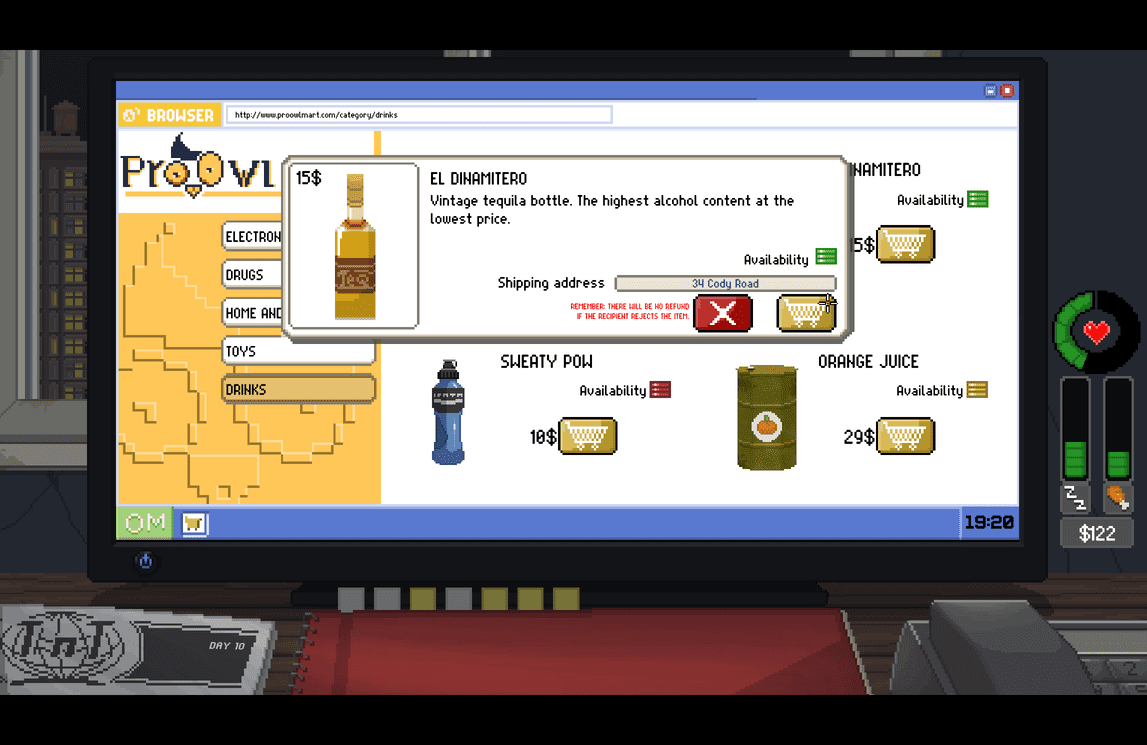 BROWSER
http://www.proowlmart.com/category/drinks
ProOwl
ELECTRON
DRUGS
HOME AND
TOYS
DRINKS
15$
EL DINAMITERO
Vintage tequila bottle. The highest alcohol content at the
lowest price.
Availability
Shipping address
34 Cody Road
REMEMBER: THERE WILL BE NO REFUND
IF THE RECIPIENT REJECTS THE ITEM.
NAMITERO
Availability
5$
SWEATY POW
Availability
10$
ORANGE JUICE
Availability
29$
OM
19:20
$122
TnT
DAY 10